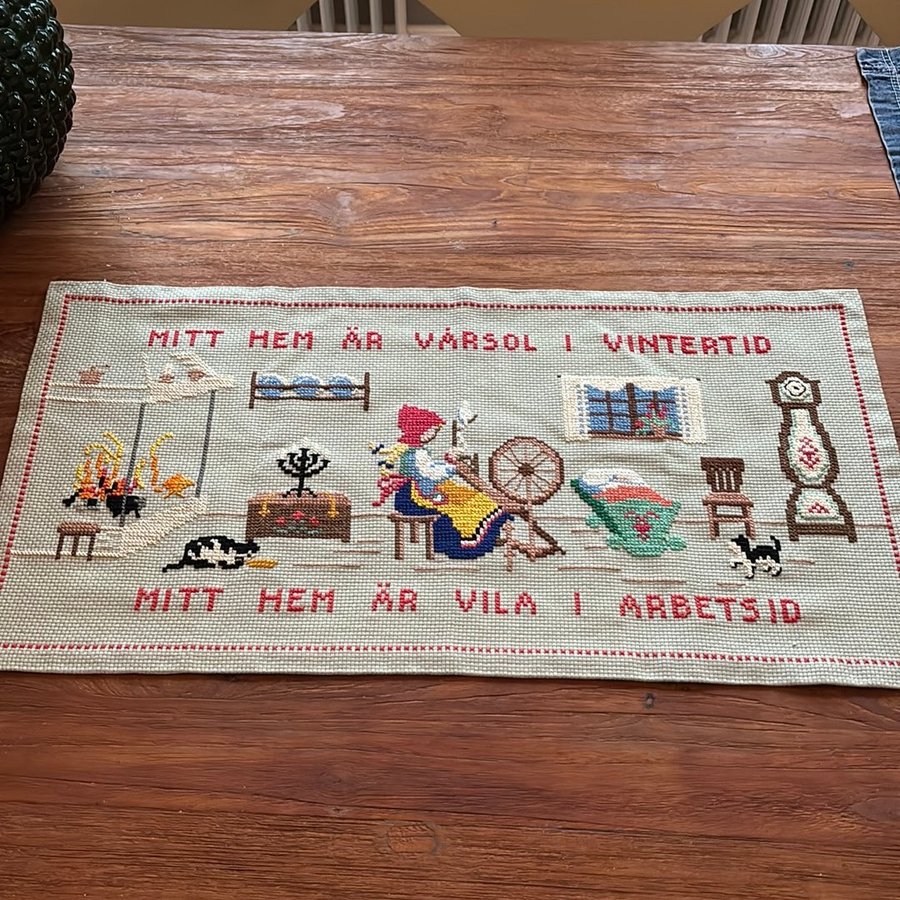 MITT HEM ÄR VÅRSOL I VINTERTID
MITT HEM ÄR VILA I ARBETSID